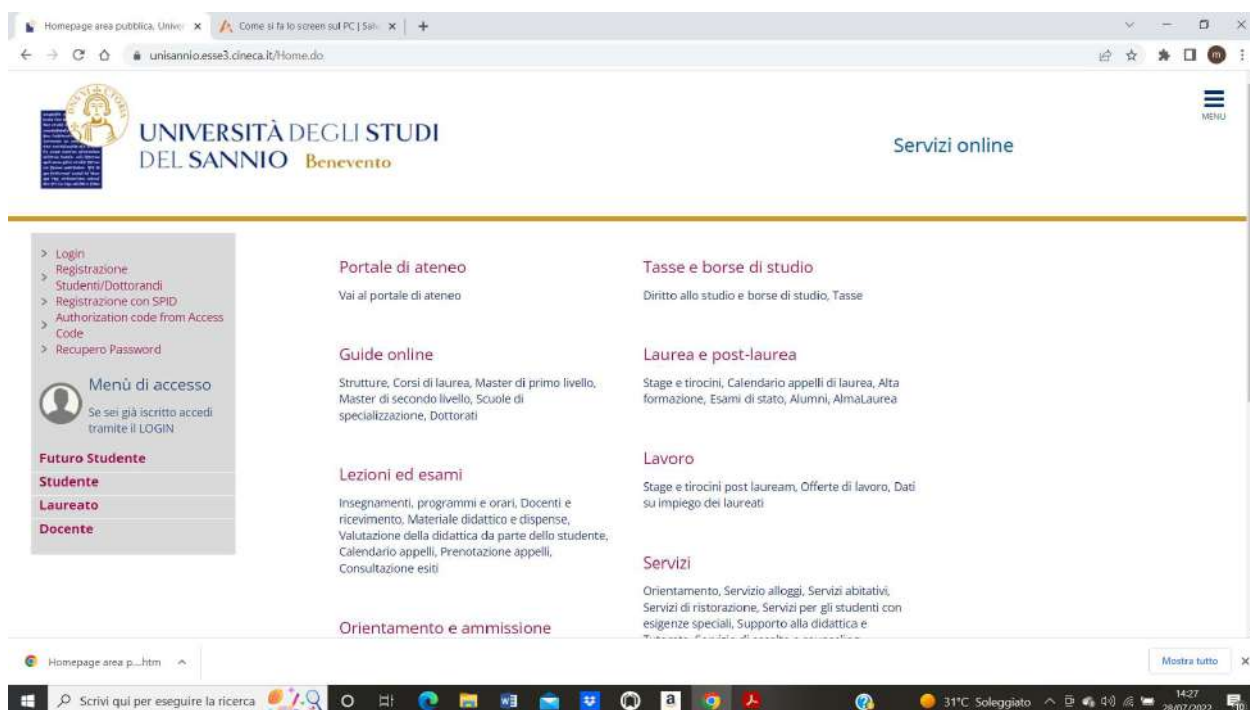 Homepage area pubblica, Univer
Come si fa lo screen sul PC | Salv
unisannio.esse3.cineca.it/Home.do
m
UNIVERSITÀ DEGLI STUDI
DEL SANNIO Benevento
Servizi online
MENU
Login
Registrazione
Studenti/Dottorandi
Registrazione con SPID
Authorization code from Access
Code
Recupero Password
Menù di accesso
Se sei già iscritto accedi
tramite il LOGIN
Futuro Studente
Studente
Laureato
Docente
Portale di ateneo
Vai al portale di ateneo
Guide online
Strutture, Corsi di laurea, Master di primo livello,
Master di secondo livello, Scuole di
specializzazione, Dottorati
Lezioni ed esami
Insegnamenti, programmi e orari, Docenti e
ricevimento, Materiale didattico e dispense,
Valutazione della didattica da parte dello studente,
Calendario appelli, Prenotazione appelli,
Consultazione esiti
Orientamento e ammissione
Tasse e borse di studio
Diritto allo studio e borse di studio, Tasse
Laurea e post-laurea
Stage e tirocini, Calendario appelli di laurea, Alta
formazione, Esami di stato, Alumni, AlmaLaurea
Lavoro
Stage e tirocini post lauream, Offerte di lavoro, Dati
su impiego dei laureati
Servizi
Orientamento, Servizio alloggi, Servizi abitativi,
Servizi di ristorazione, Servizi per gli studenti con
esigenze speciali, Supporto alla didattica e
Homepage area p....htm
Mostra tutto
Scrivi qui per eseguire la ricerca
31°C Soleggiato
14:27
28/07/2022